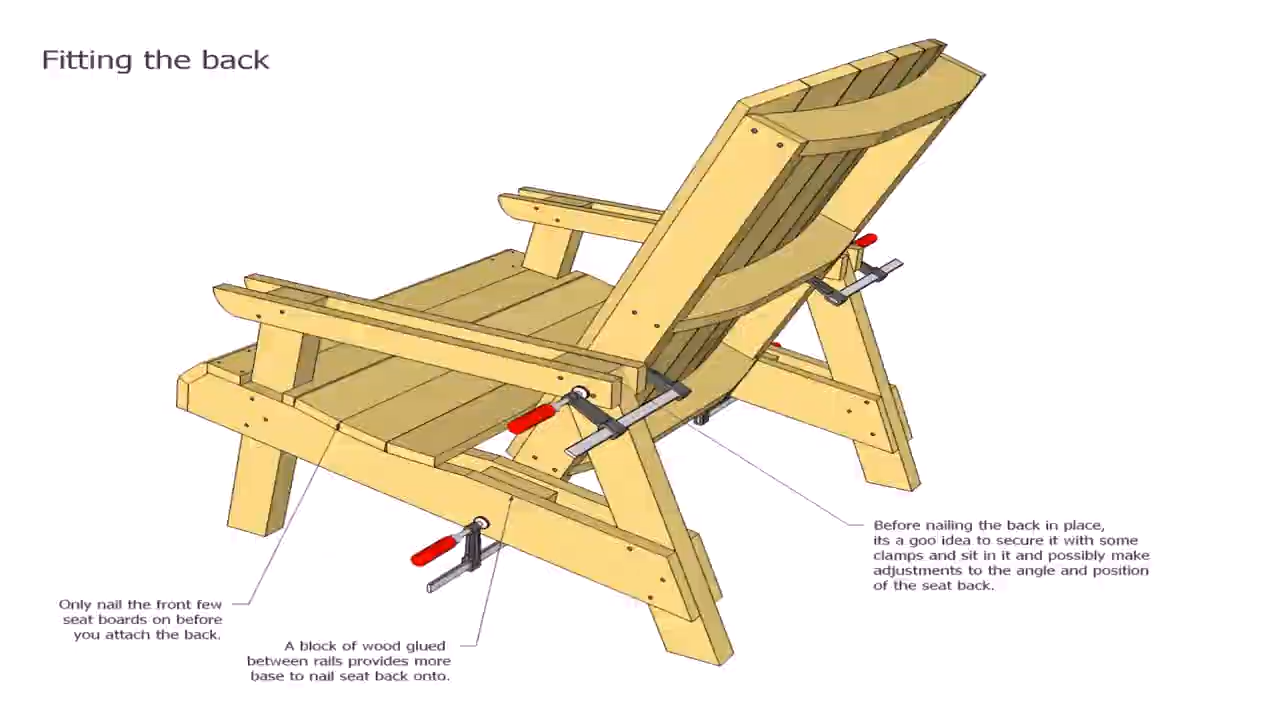 Fitting the back
Before nailing the back in place,
its a goo idea to secure it with some
clamps and sit in it and possibly make
adjustments to the angle and position
of the seat back.
Only nail the front few
seat boards on before
you attach the back.
A block of wood glued
between rails provides more
base to nail seat back onto.